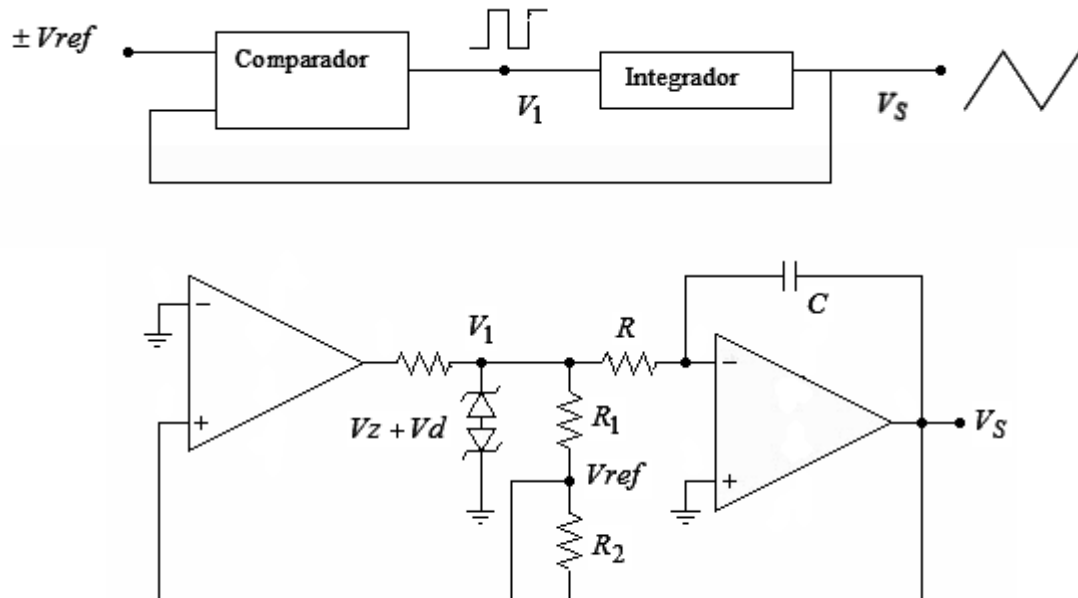 ± Vref
Comparador
V1
Integrador
VS
V1
R
C
Vz + Vd
R1
Vref
R2
VS
−
+
−
+